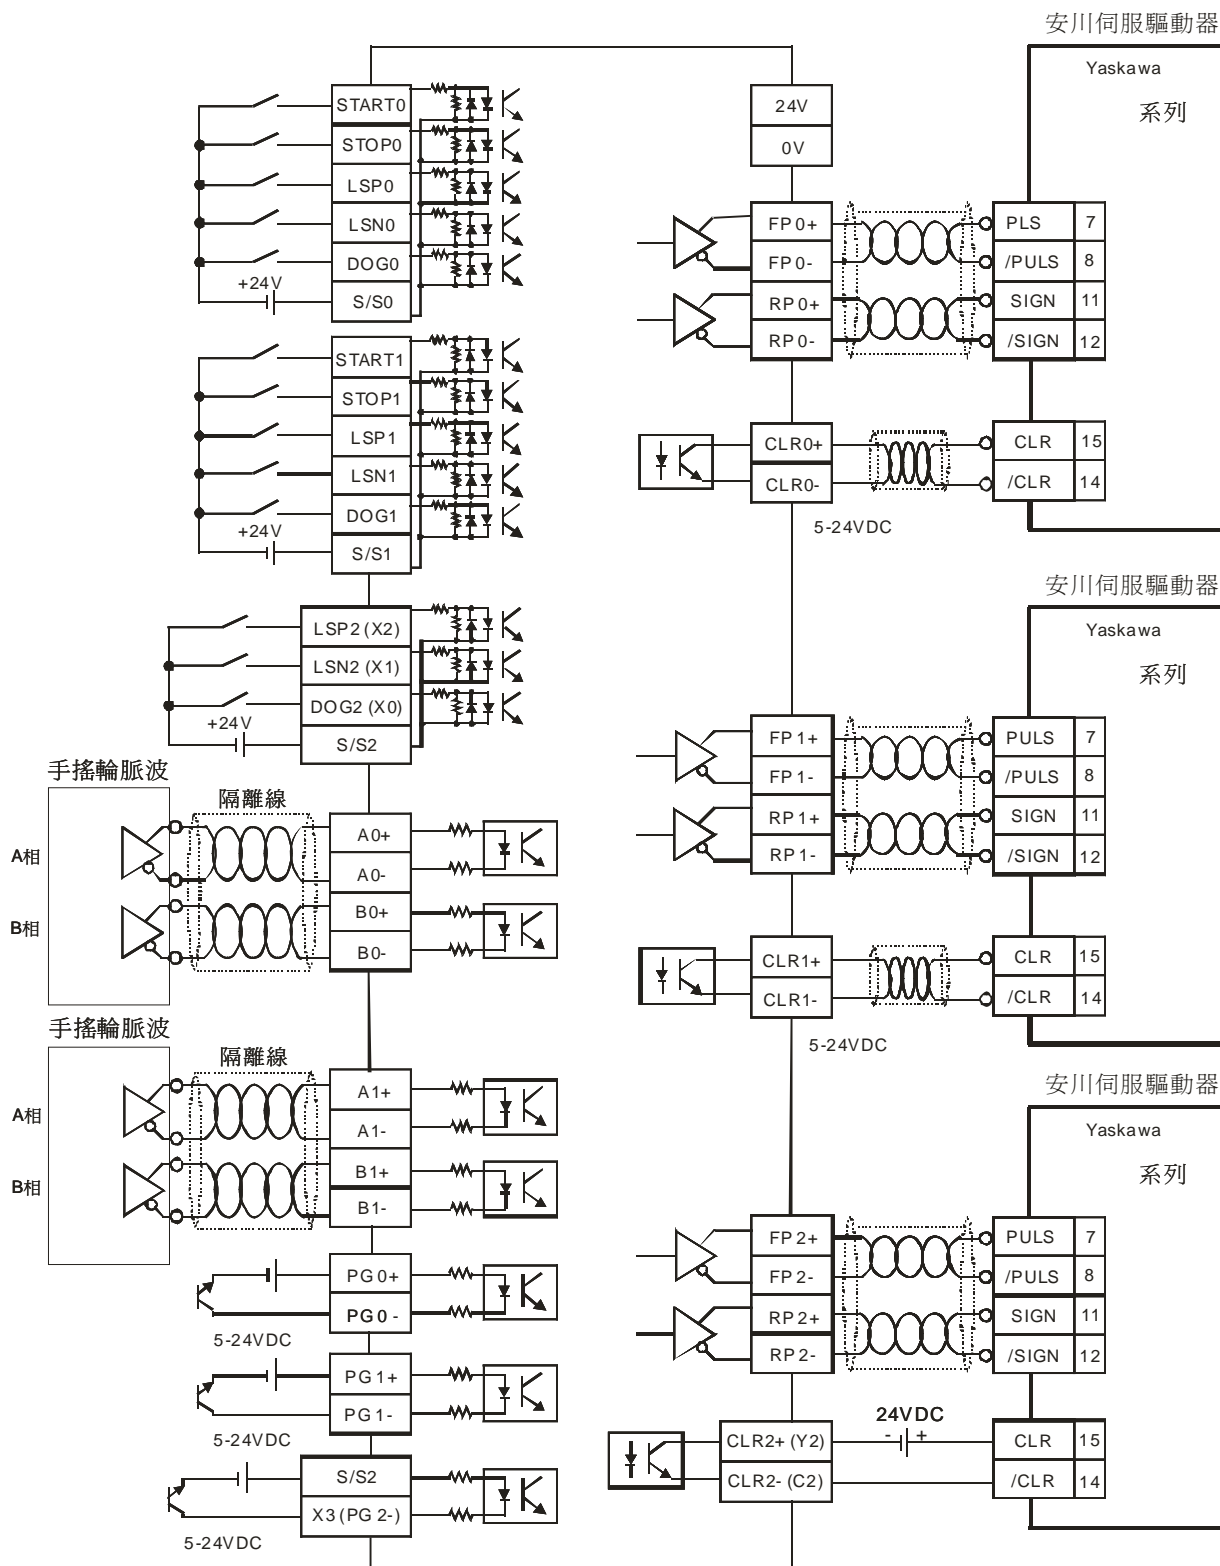 安川伺服驅動器
Yaskawa
系列
START0
STOP0
LSP0
LSN0
DOG0
+24V
S/S0
START1
STOP1
LSP1
LSN1
DOG1
+24V
S/S1
LSP2 (X2)
LSN2 (X1)
DOG2 (X0)
+24V
S/S2
手搖輪脈波
隔離線
A相
B相
A0+
A0-
B0+
B0-
手搖輪脈波
隔離線
A相
B相
A1+
A1-
B1+
B1-
PG0+
PG0-
5-24VDC
PG1+
PG1-
5-24VDC
S/S2
X3 (PG2-)
5-24VDC
24V
0V
FP0+
FP0-
RP0+
RP0-
PLS 7
/PULS 8
SIGN 11
/SIGN 12
CLR0+
CLR0-
CLR 15
/CLR 14
5-24VDC
安川伺服驅動器
Yaskawa
系列
FP1+
FP1-
RP1+
RP1-
PULS 7
/PULS 8
SIGN 11
/SIGN 12
CLR1+
CLR1-
CLR 15
/CLR 14
5-24VDC
安川伺服驅動器
Yaskawa
系列
FP2+
FP2-
RP2+
RP2-
PULS 7
/PULS 8
SIGN 11
/SIGN 12
24VDC
- +
CLR2+ (Y2)
CLR2- (C2)
CLR 15
/CLR 14